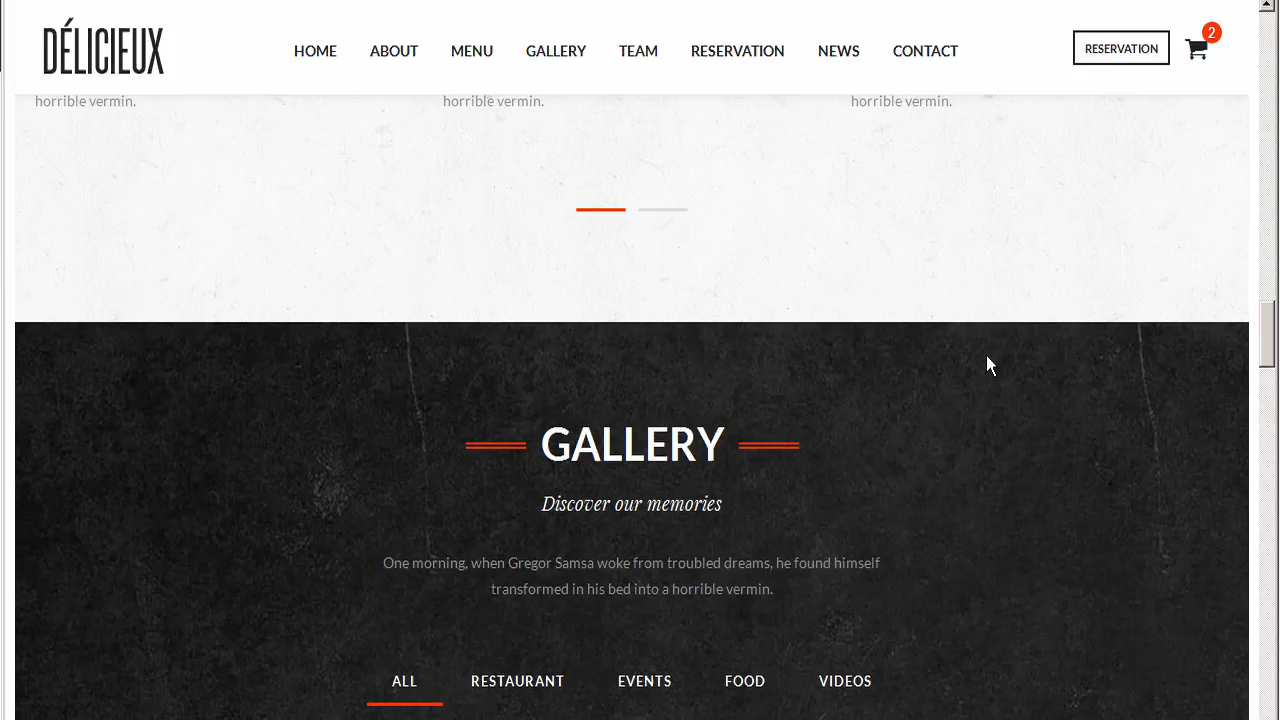 DÉLICIEUX
HOME ABOUT MENU GALLERY TEAM RESERVATION NEWS CONTACT
RESERVATION
2
horrible vermin. horrible vermin. horrible vermin.
GALLERY
Discover our memories
One morning, when Gregor Samsa woke from troubled dreams, he found himself
transformed in his bed into a horrible vermin.
ALL RESTAURANT EVENTS FOOD VIDEOS